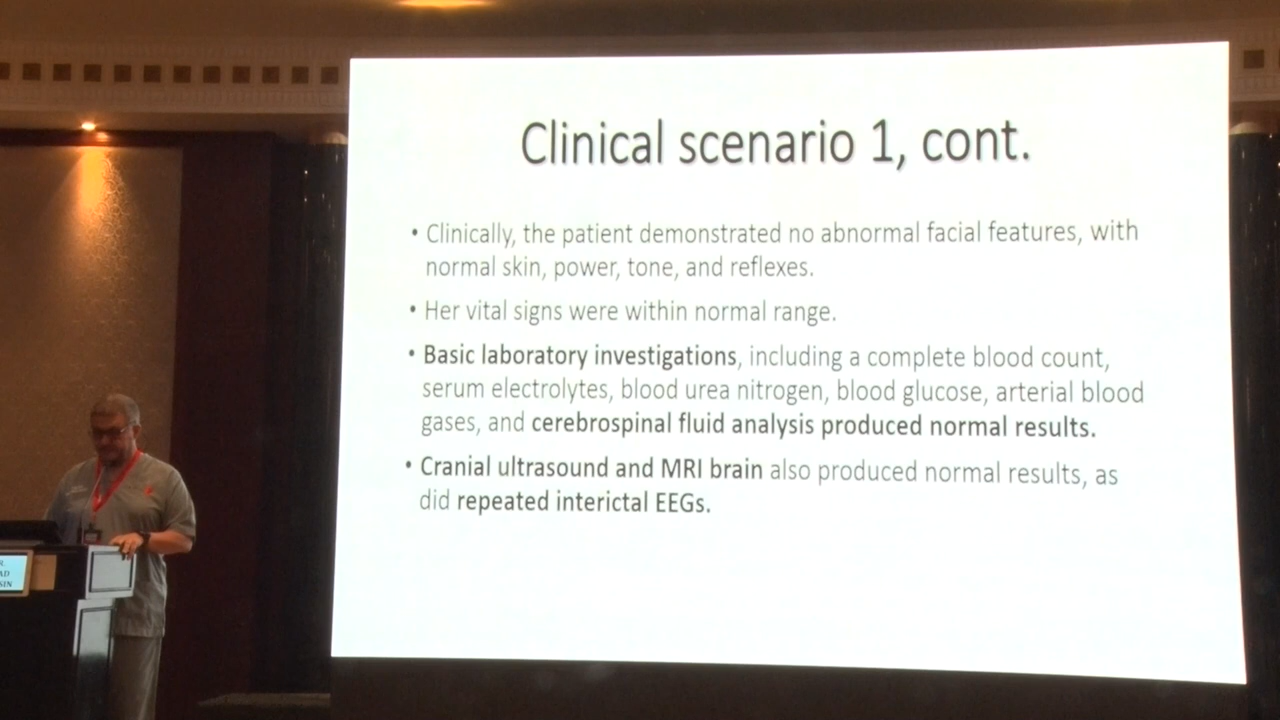 Clinical scenario 1, cont.
• Clinically, the patient demonstrated no abnormal facial features, with
normal skin, power, tone, and reflexes.
• Her vital signs were within normal range.
• Basic laboratory investigations, including a complete blood count,
serum electrolytes, blood urea nitrogen, blood glucose, arterial blood
gases, and cerebrospinal fluid analysis produced normal results.
• Cranial ultrasound and MRI brain also produced normal results, as
did repeated interictal EEGs.